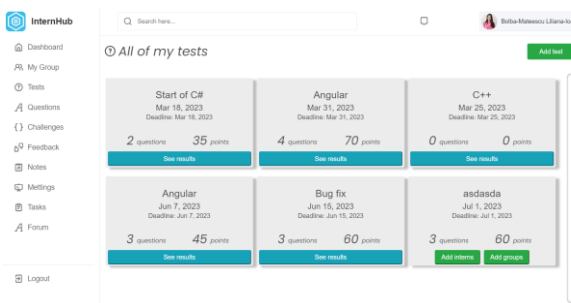 InternHub
Search here...
Bolba-Mateescu Liliana-Io
Dashboard
My Group
Tests
Questions
Challenges
Feedback
Notes
Mettings
Tasks
Forum
Logout
All of my tests
Add test
Start of C#
Mar 18, 2023
Deadline: Mar 18, 2023
2 questions 35 points
See results
Angular
Mar 31, 2023
Deadline: Mar 31, 2023
4 questions 70 points
See results
C++
Mar 25, 2023
Deadline: Mar 25, 2023
0 questions 0 points
See results
Angular
Jun 7, 2023
Deadline: Jun 7, 2023
3 questions 45 points
See results
Bug fix
Jun 15, 2023
Deadline: Jun 15, 2023
3 questions 60 points
See results
asdasda
Jul 1, 2023
Deadline: Jul 1, 2023
3 questions 60 points
Add interns Add groups